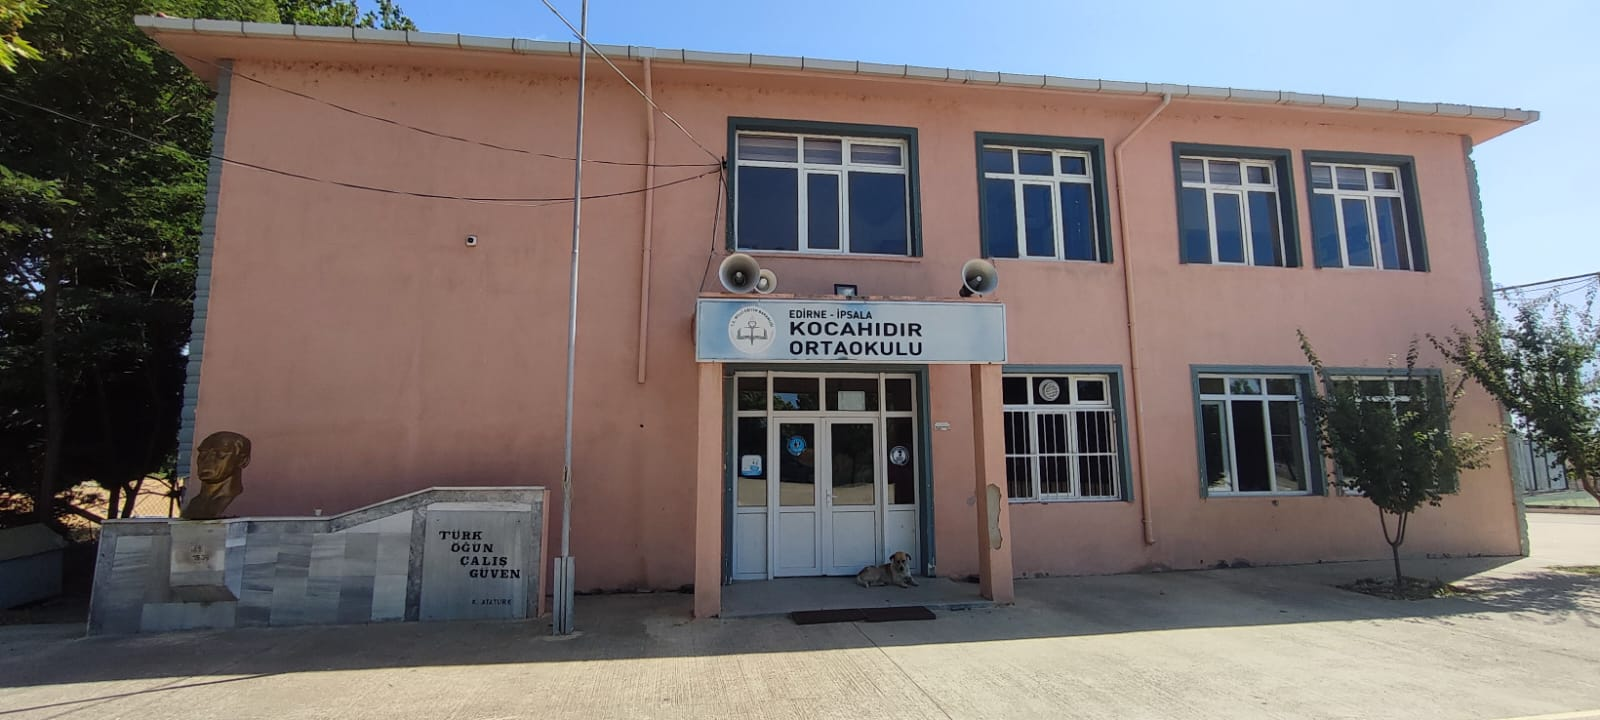 EDİRNE - İPSALA
KOCAHIDIR
ORTAOKULU
TÜRK
ÖĞÜN
ÇALIŞ
GÜVEN
K. ATATÜRK